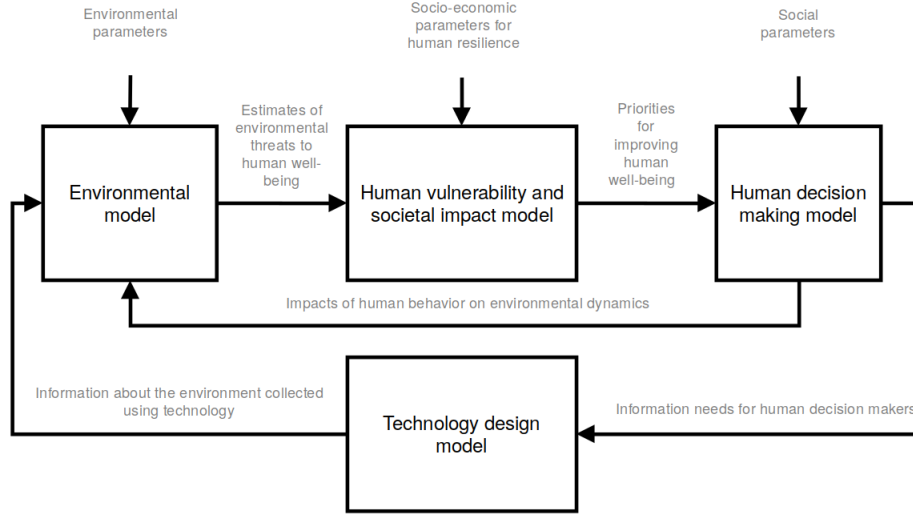 Environmental
parameters
Socio-economic
parameters for
human resilience
Social
parameters
Estimates of
environmental
threats to
human well-
being
Priorities
for
improving
human
well-being
Environmental
model
Human vulnerability and
societal impact model
Human decision
making model
Impacts of human behavior on environmental dynamics
Information about the environment collected
using technology
Technology design
model
Information needs for human decision makers